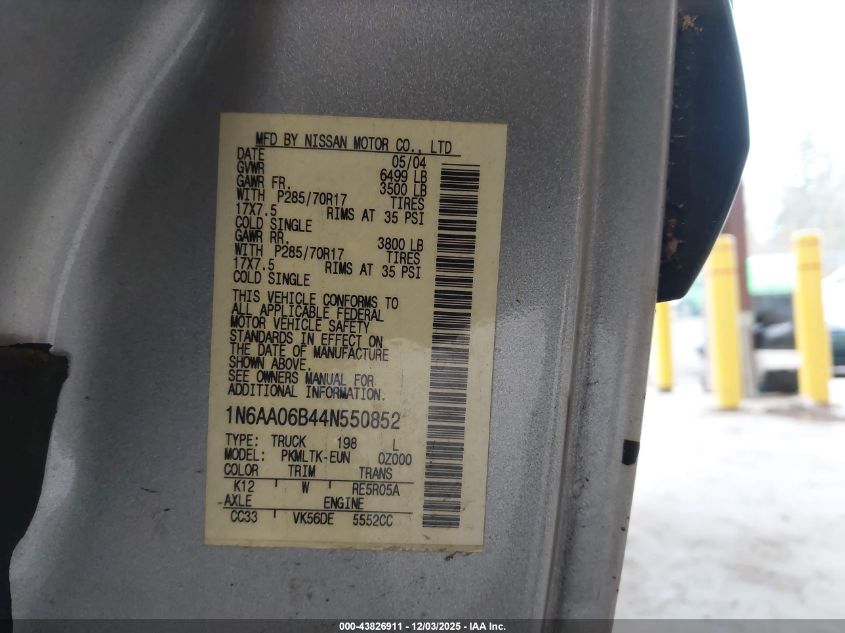 MFD BY NISSAN MOTOR CO., LTD
DATE 05/04
GVWR 6499 LB
GAWR FR. 3500 LB
WITH P285/70R17 TIRES
17X7.5 RIMS AT 35 PSI
COLD SINGLE
GAWR RR. 3800 LB
WITH P285/70R17 TIRES
17X7.5 RIMS AT 35 PSI
COLD SINGLE
THIS VEHICLE CONFORMS TO
ALL APPLICABLE FEDERAL
MOTOR VEHICLE SAFETY
STANDARDS IN EFFECT ON
THE DATE OF MANUFACTURE
SHOWN ABOVE.
SEE OWNERS MANUAL FOR
ADDITIONAL INFORMATION.
1N6AA06B44N550852
TYPE: TRUCK 198 L
MODEL: PKMLTK-EUN 0Z000
COLOR TRIM TRANS
K12 W RE5R05A
AXLE ENGINE
CC33 VK56DE 5552CC
000-43826911 - 12/03/2025 - IAA Inc.